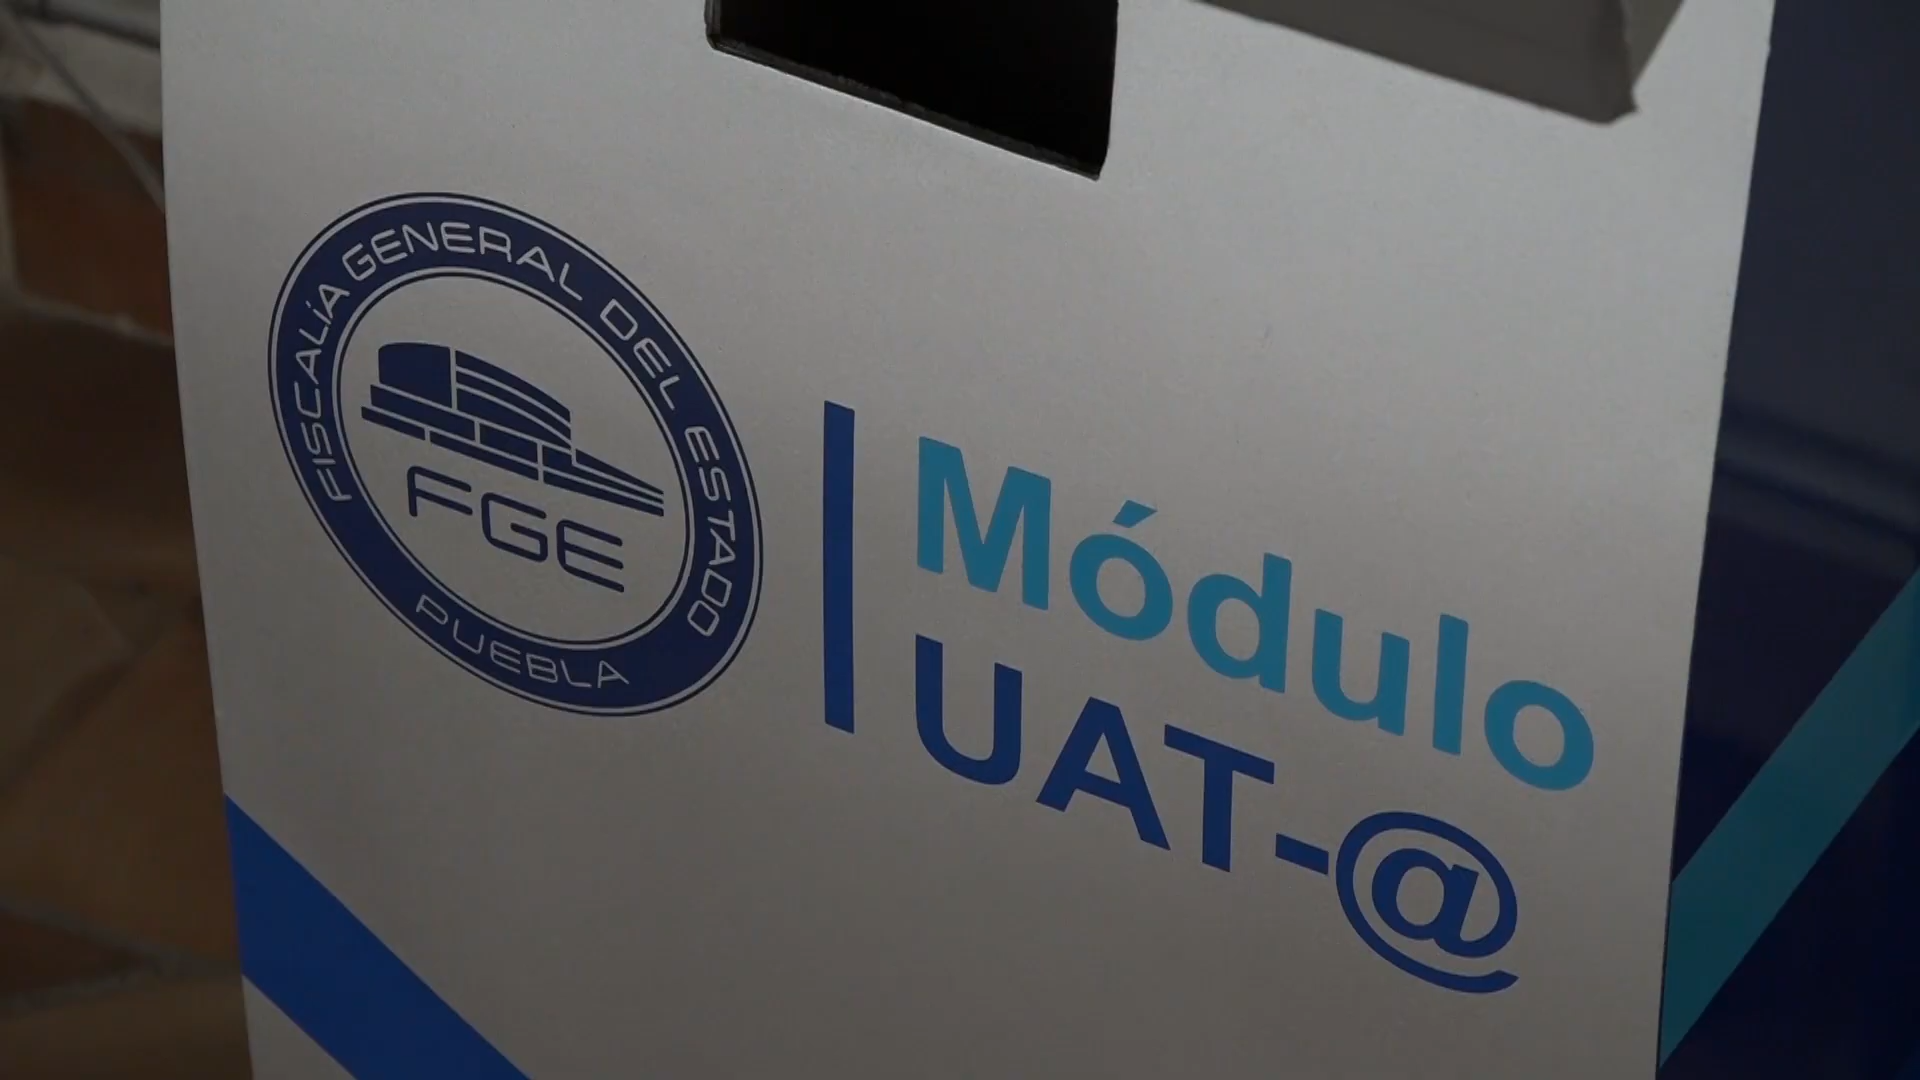 FISCALÍA GENERAL DEL ESTADO
FGE
PUEBLA
Módulo
UAT-@